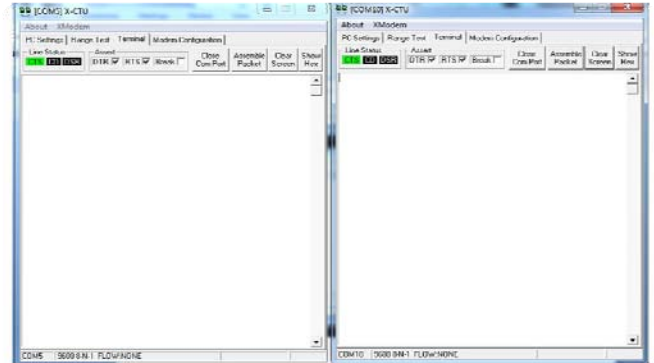 [COM5] X-CTU
About XModem
PC Settings Range Test Terminal Modem Configuration
Line Status
CTS CD DSR
Assert
DTR RTS Break
Close Com Port
Assemble Packet
Clear Screen
Show Hex
COM5 9600 8-N-1 FLOW:NONE
[COM10] X-CTU
About XModem
PC Settings Range Test Terminal Modem Configuration
Line Status
CTS CD DSR
Assert
DTR RTS Break
Close Com Port
Assemble Packet
Clear Screen
Show Hex
COM10 9600 8-N-1 FLOW:NONE